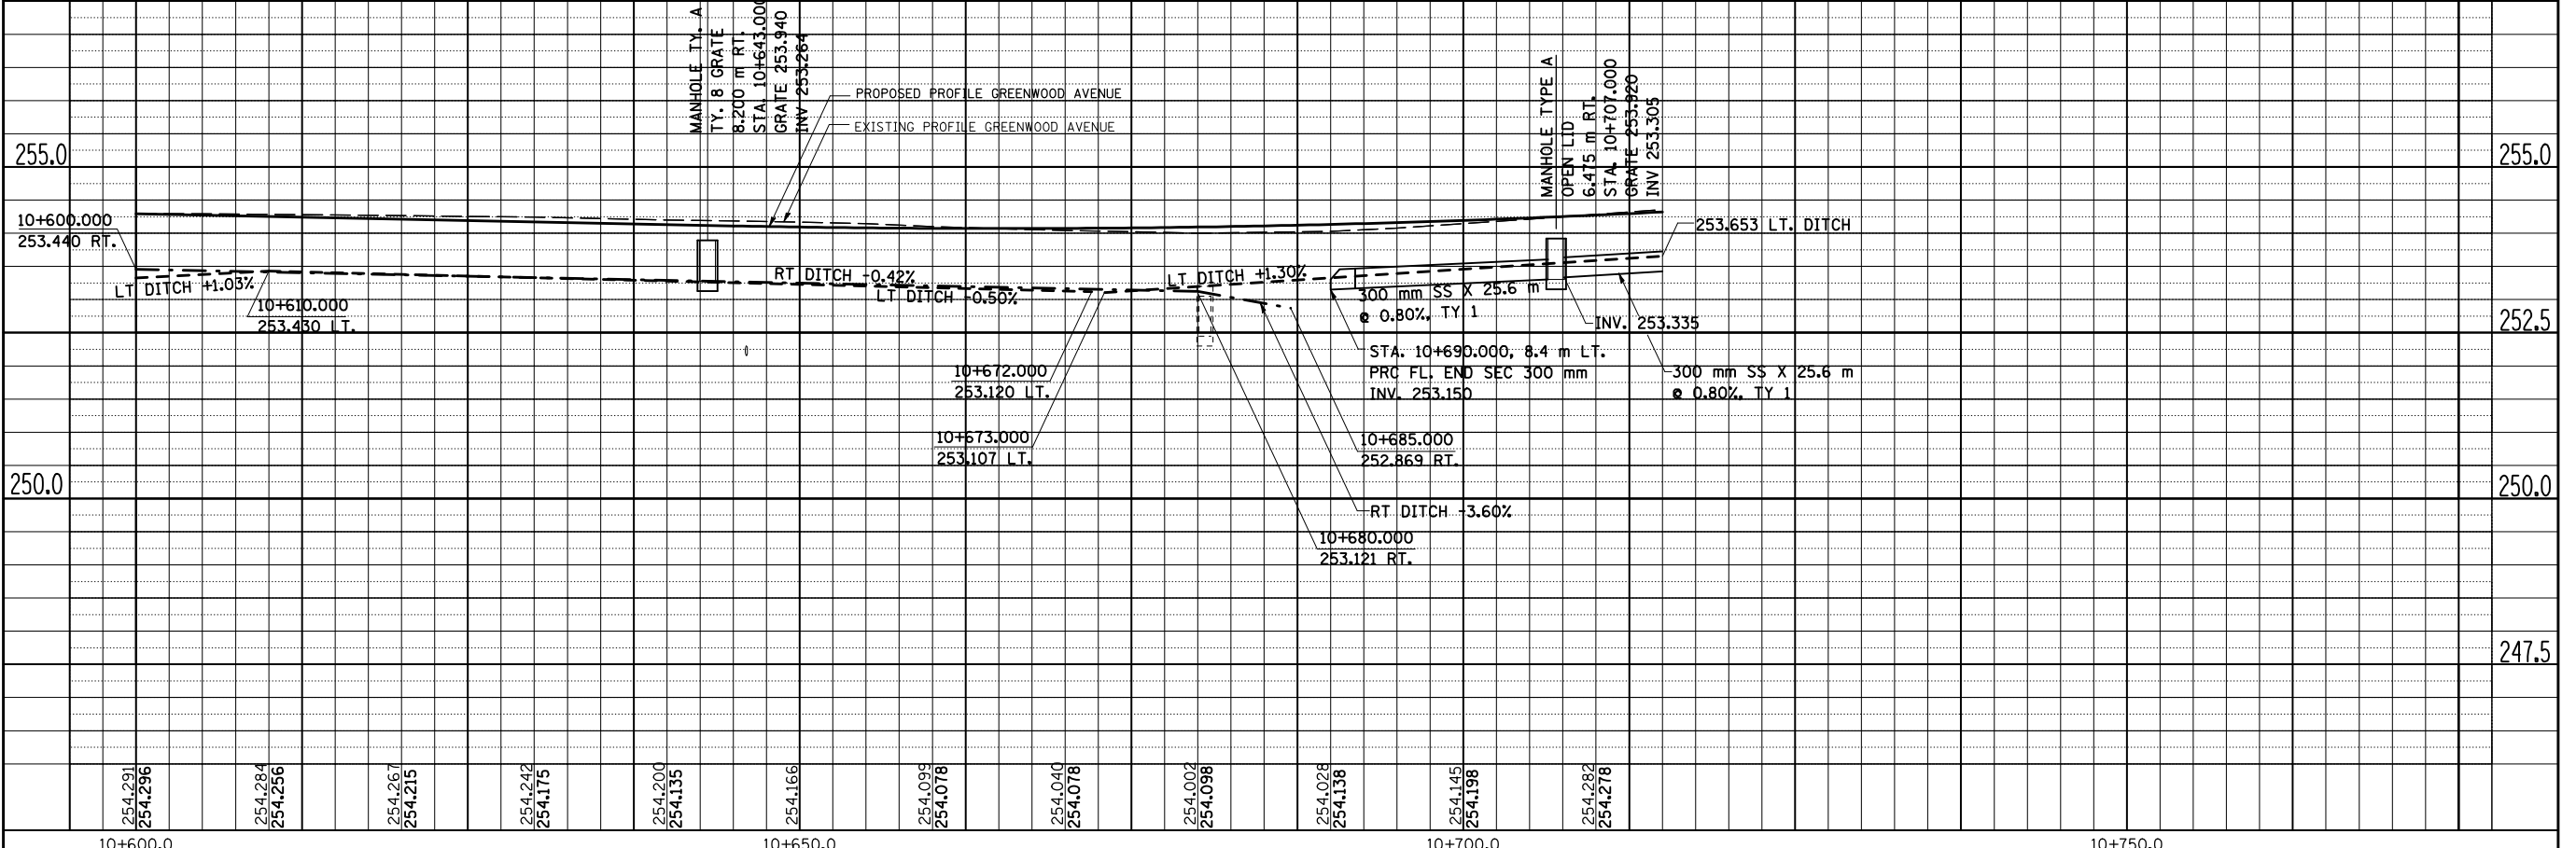 MANHOLE TY. A
TY. 8 GRATE
8.200 m RT.
STA. 10+643.000
GRATE 253.940
INV 253.264
PROPOSED PROFILE GREENWOOD AVENUE
EXISTING PROFILE GREENWOOD AVENUE
MANHOLE TYPE A
OPEN LID
6.475 m RT.
STA. 10+707.000
GRATE 253.920
INV 253.305
255.0
255.0
10+600.000
253.440 RT.
253.653 LT. DITCH
LT DITCH +1.03%
RT DITCH -0.42%
LT DITCH -0.50%
LT DITCH +1.30%
10+610.000
253.430 LT.
300 mm SS X 25.6 m
@ 0.80%, TY 1
INV. 253.335
252.5
STA. 10+690.000, 8.4 m LT.
PRC FL. END SEC 300 mm
INV. 253.150
10+672.000
253.120 LT.
300 mm SS X 25.6 m
@ 0.80%, TY 1
10+673.000
253.107 LT.
10+685.000
252.869 RT.
250.0
250.0
RT DITCH -3.60%
10+680.000
253.121 RT.
247.5
254.291
254.296
254.284
254.256
254.267
254.215
254.242
254.175
254.200
254.135
254.166
254.099
254.078
254.040
254.078
254.002
254.098
254.028
254.138
254.145
254.198
254.282
254.278
10+600.0
10+650.0
10+700.0
10+750.0